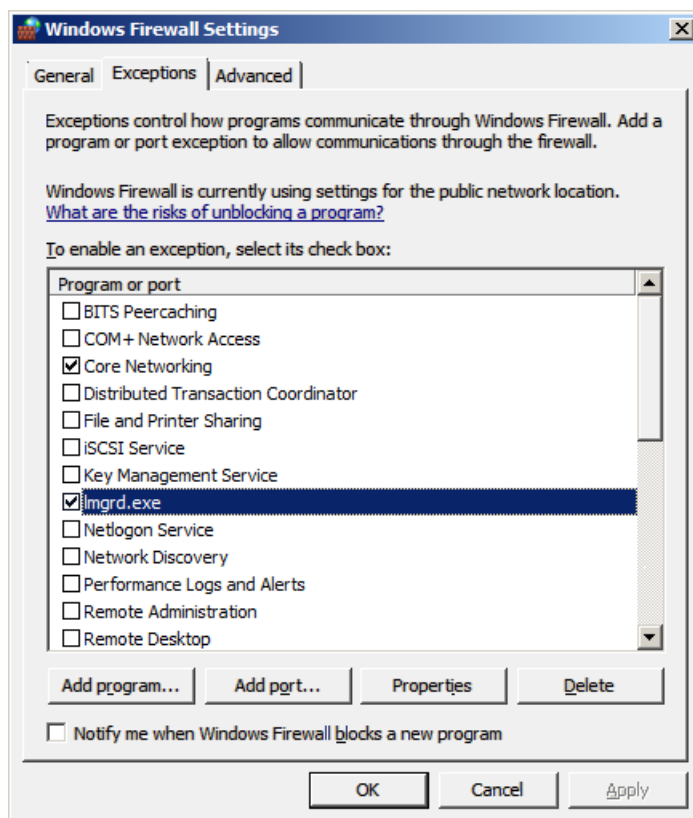 Windows Firewall Settings
General Exceptions Advanced
Exceptions control how programs communicate through Windows Firewall. Add a
program or port exception to allow communications through the firewall.
Windows Firewall is currently using settings for the public network location.
What are the risks of unblocking a program?
To enable an exception, select its check box:
Program or port
BITS Peercaching
COM+ Network Access
Core Networking
Distributed Transaction Coordinator
File and Printer Sharing
iSCSI Service
Key Management Service
lmgrd.exe
Netlogon Service
Network Discovery
Performance Logs and Alerts
Remote Administration
Remote Desktop
Add program... Add port... Properties Delete
Notify me when Windows Firewall blocks a new program
OK Cancel Apply